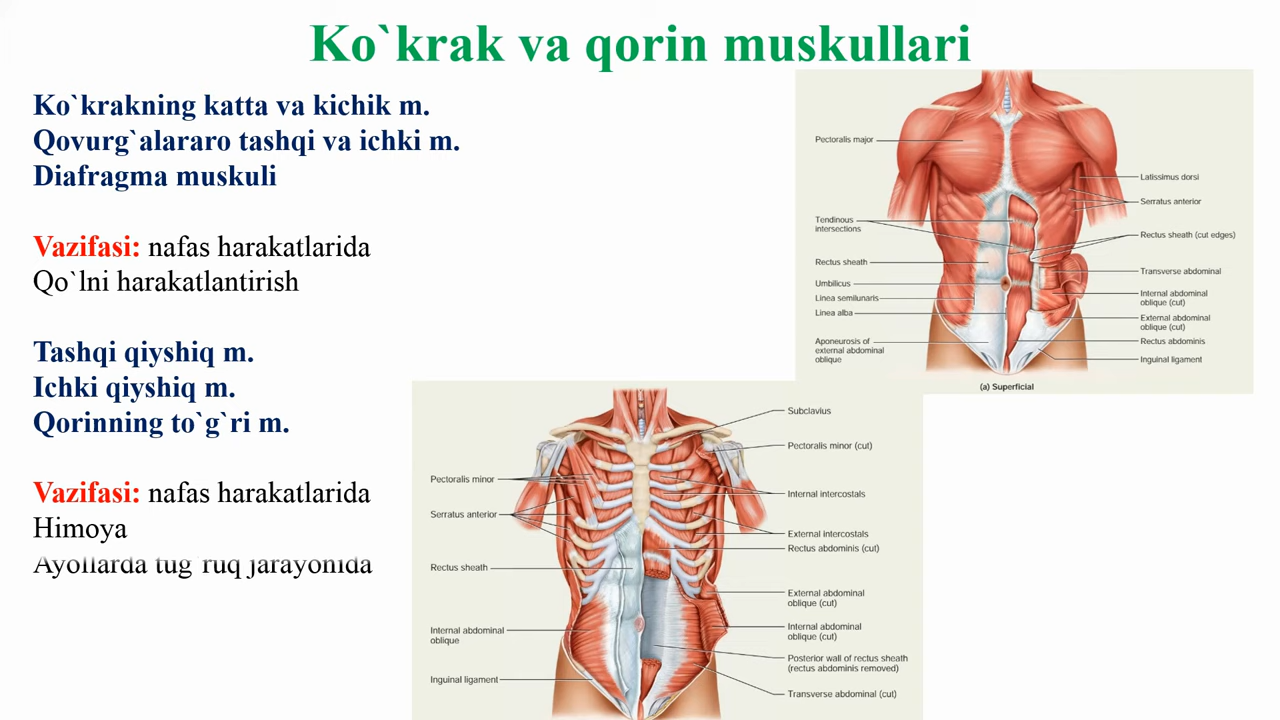 Ko`krak va qorin muskullari
Ko`krakning katta va kichik m.
Qovurg`alararo tashqi va ichki m.
Diafragma muskuli
Vazifasi: nafas harakatlarida
Qo`lni harakatlantirish
Tashqi qiyshiq m.
Ichki qiyshiq m.
Qorinning to`g`ri m.
Vazifasi: nafas harakatlarida
Himoya
Ayollarda tug`ruq jarayonida
Pectoralis major
Tendinous
intersections
Rectus sheath
Umbilicus
Linea semilunaris
Linea alba
Aponeurosis of
external abdominal
oblique
Latissimus dorsi
Serratus anterior
Rectus sheath (cut edges)
Transverse abdominal
Internal abdominal
oblique (cut)
External abdominal
oblique (cut)
Rectus abdominis
Inguinal ligament
(a) Superficial
Pectoralis minor
Serratus anterior
Rectus sheath
Internal abdominal
oblique
Inguinal ligament
Subclavius
Pectoralis minor (cut)
Internal intercostals
External intercostals
Rectus abdominis (cut)
External abdominal
oblique (cut)
Internal abdominal
oblique (cut)
Posterior wall of rectus sheath
(rectus abdominis removed)
Transverse abdominal (cut)